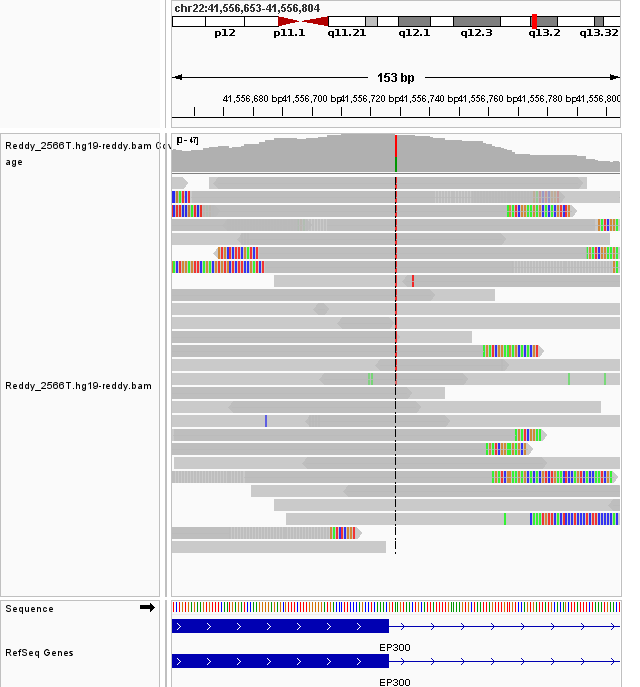 chr22:41,556,653-41,556,804
p12 p11.1 q11.21 q12.1 q12.3 q13.2 q13.32
153 bp
41,556,680 bp 41,556,700 bp 41,556,720 bp 41,556,740 bp 41,556,760 bp 41,556,780 bp 41,556,800
[0 - 47]
Reddy_2566T.hg19-reddy.bam Cov
age
Reddy_2566T.hg19-reddy.bam
Sequence
EP300
RefSeq Genes
EP300